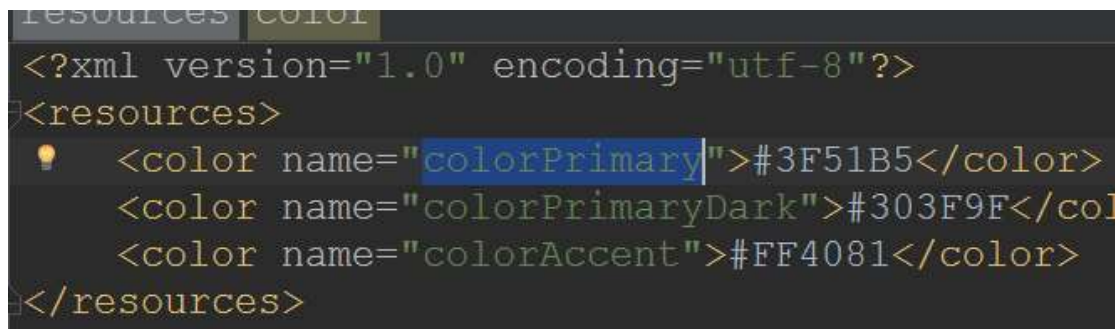 resources color
<?xml version="1.0" encoding="utf-8"?>
<resources>
<color name="colorPrimary">#3F51B5</color>
<color name="colorPrimaryDark">#303F9F</col
<color name="colorAccent">#FF4081</color>
</resources>